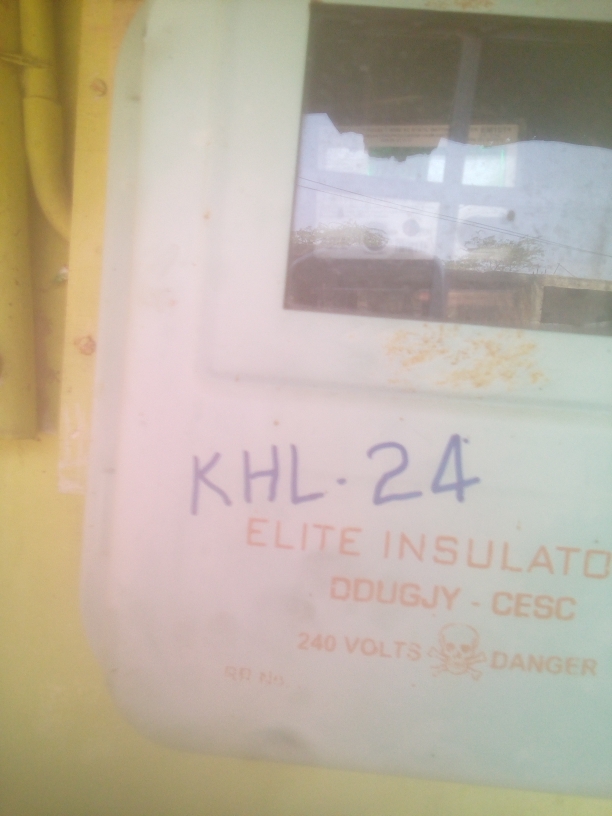 KHL-24
ELITE INSULATO
DDUGJY - CESC
240 VOLTS DANGER